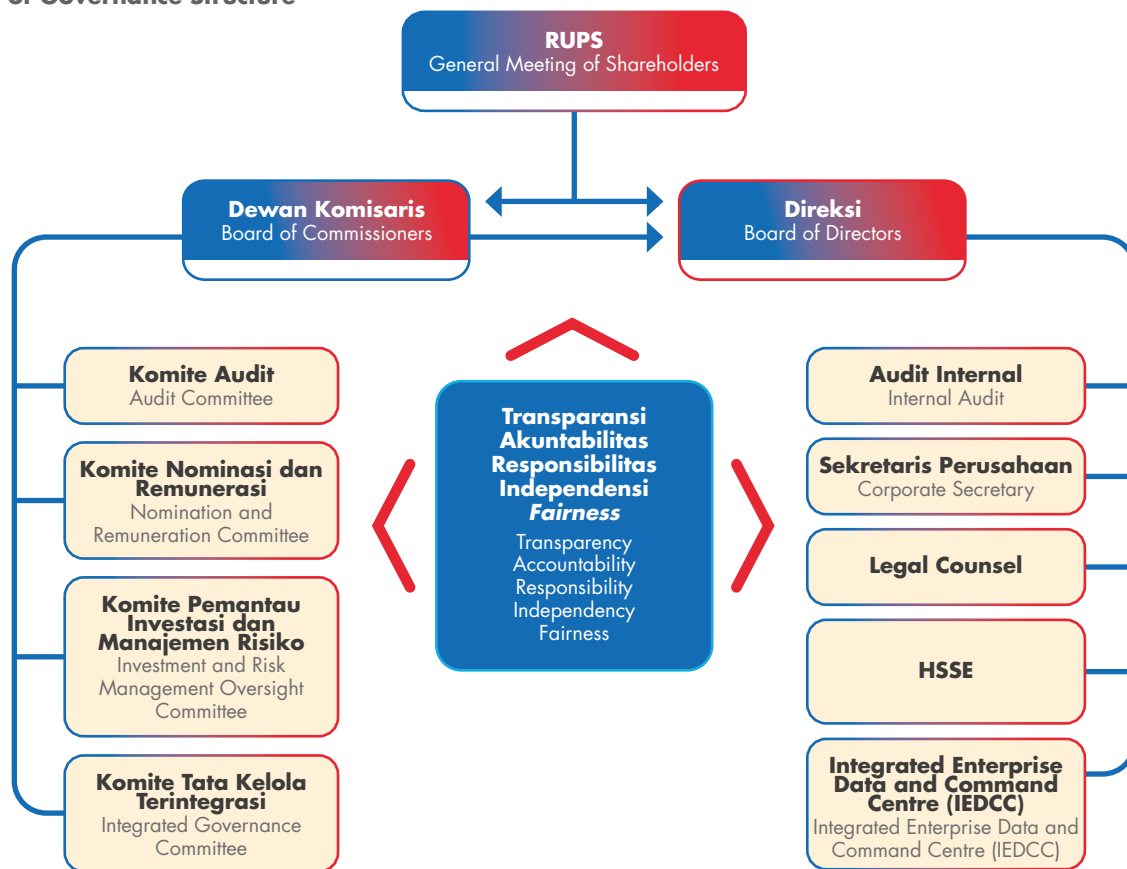 of Governance Structure
RUPS
General Meeting of Shareholders
Dewan Komisaris
Board of Commissioners
Direksi
Board of Directors
Komite Audit
Audit Committee
Komite Nominasi dan
Remunerasi
Nomination and
Remuneration Committee
Komite Pemantau
Investasi dan
Manajemen Risiko
Investment and Risk
Management Oversight
Committee
Komite Tata Kelola
Terintegrasi
Integrated Governance
Committee
Transparansi
Akuntabilitas
Responsibilitas
Independensi
Fairness
Transparency
Accountability
Responsibility
Independency
Fairness
Audit Internal
Internal Audit
Sekretaris Perusahaan
Corporate Secretary
Legal Counsel
HSSE
Integrated Enterprise
Data and Command
Centre (IEDCC)
Integrated Enterprise Data and
Command Centre (IEDCC)